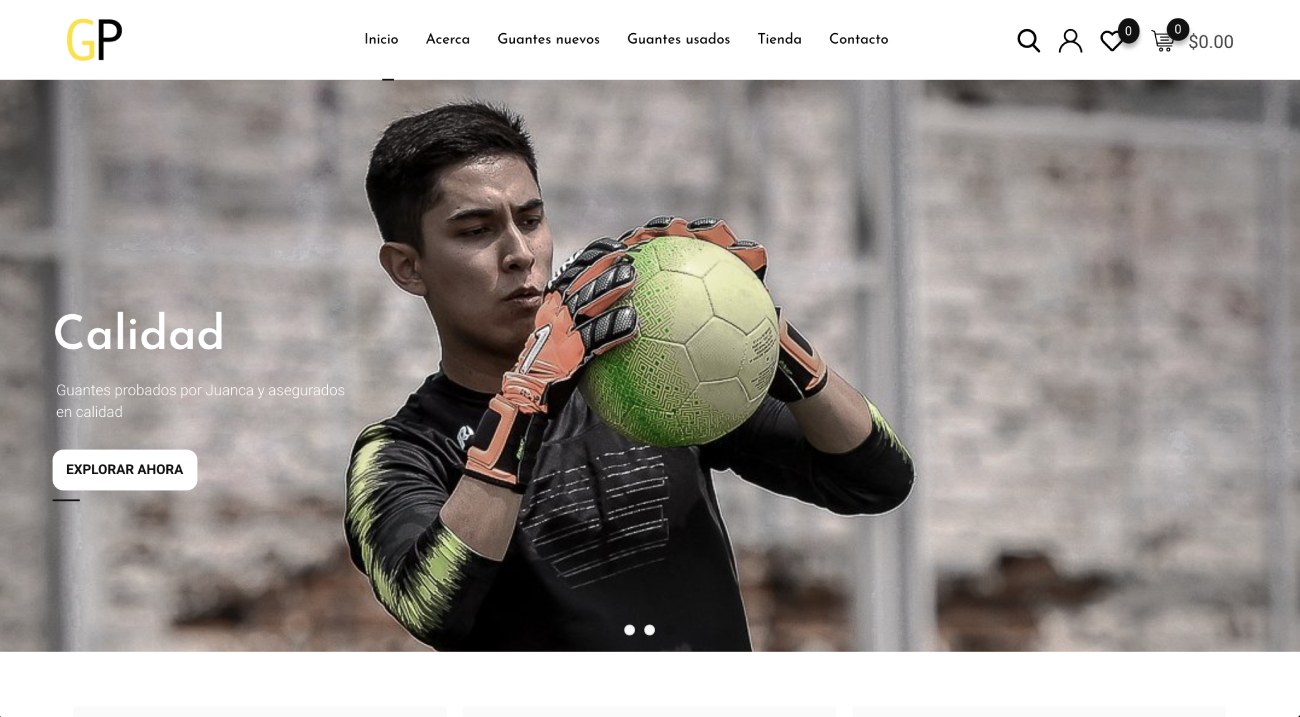 GP
Inicio
Acerca
Guantes nuevos
Guantes usados
Tienda
Contacto
0
0
$0.00
Calidad
Guantes probados por Juanca y asegurados
en calidad
EXPLORAR AHORA
1